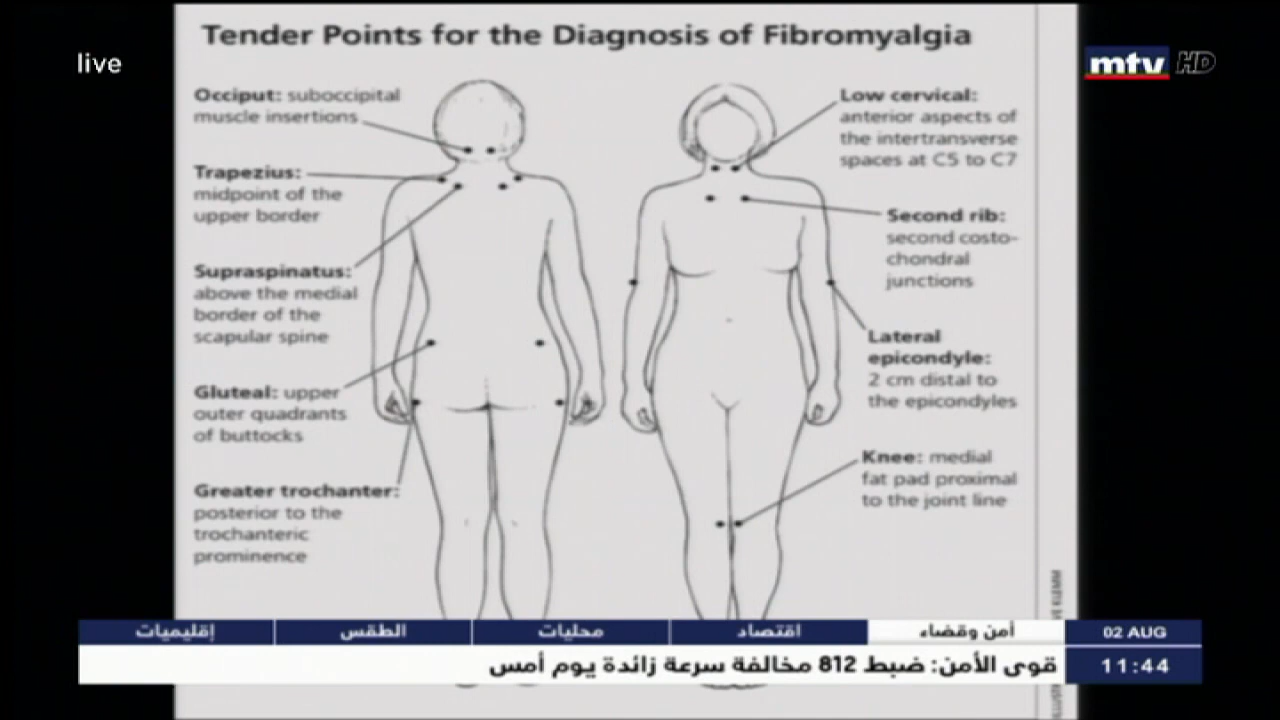 live
mtv HD
Tender Points for the Diagnosis of Fibromyalgia
Occiput: suboccipital
muscle insertions
Trapezius:
midpoint of the
upper border
Supraspinatus:
above the medial
border of the
scapular spine
Gluteal: upper
outer quadrants
of buttocks
Greater trochanter:
posterior to the
trochanteric
prominence
Low cervical:
anterior aspects of
the intertransverse
spaces at C5 to C7
Second rib:
second costo-
chondral
junctions
Lateral
epicondyle:
2 cm distal to
the epicondyles
Knee: medial
fat pad proximal
to the joint line
02 AUG
أمن وقضاء
اقتصاد
محليات
الطقس
إقليميات
11:44
قوى الأمن: ضبط 812 مخالفة سرعة زائدة يوم أمس